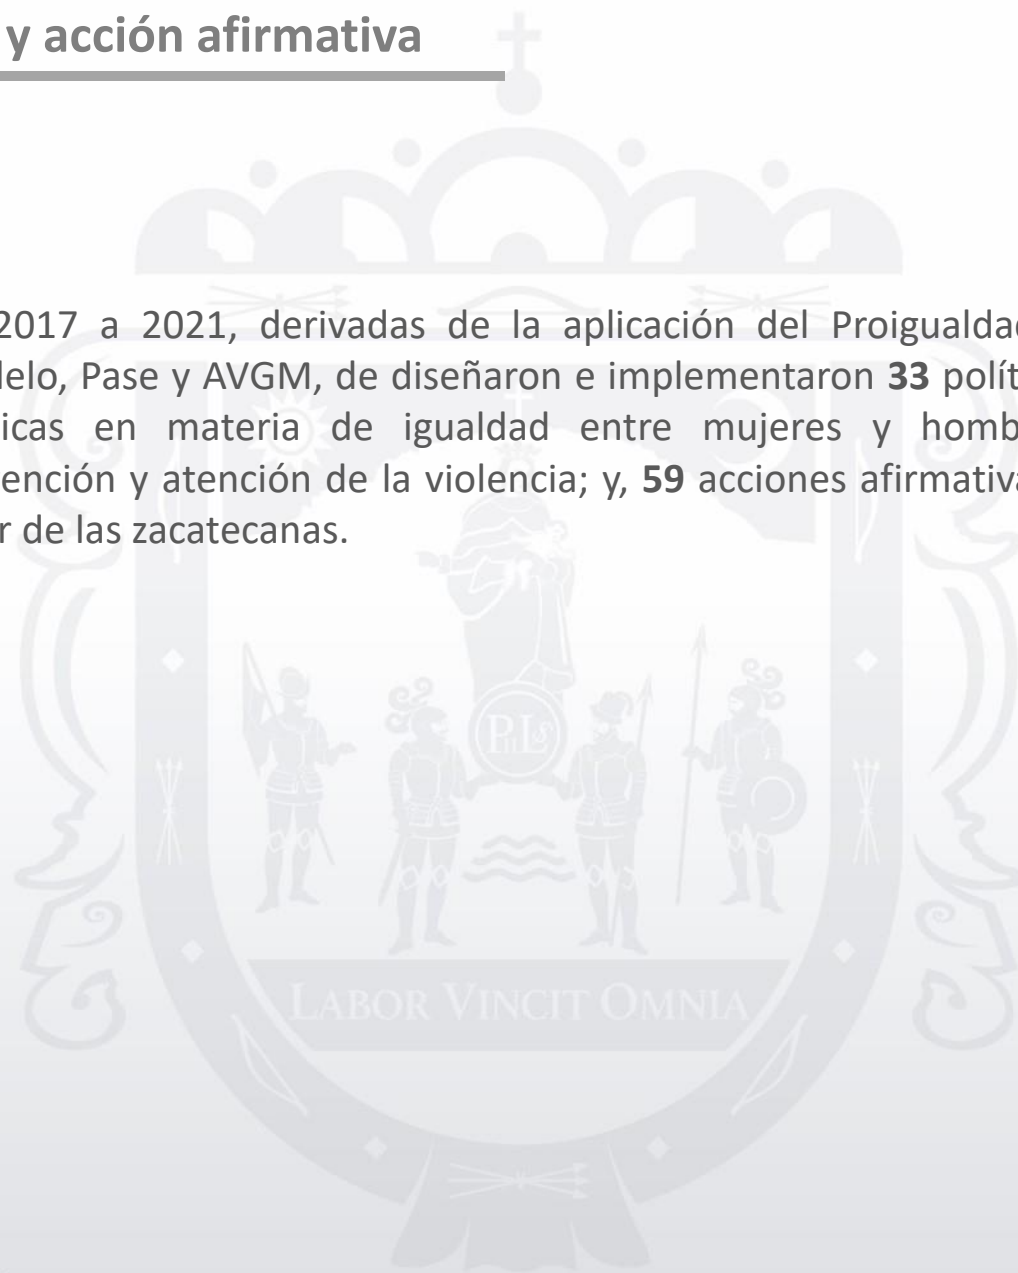 y acción afirmativa
2017 a 2021, derivadas de la aplicación del Proigualdad
delo, Pase y AVGM, de diseñaron e implementaron 33 polít
icas en materia de igualdad entre mujeres y homb
ención y atención de la violencia; y, 59 acciones afirmativa
r de las zacatecanas.
LABOR VINCIT OMNIA